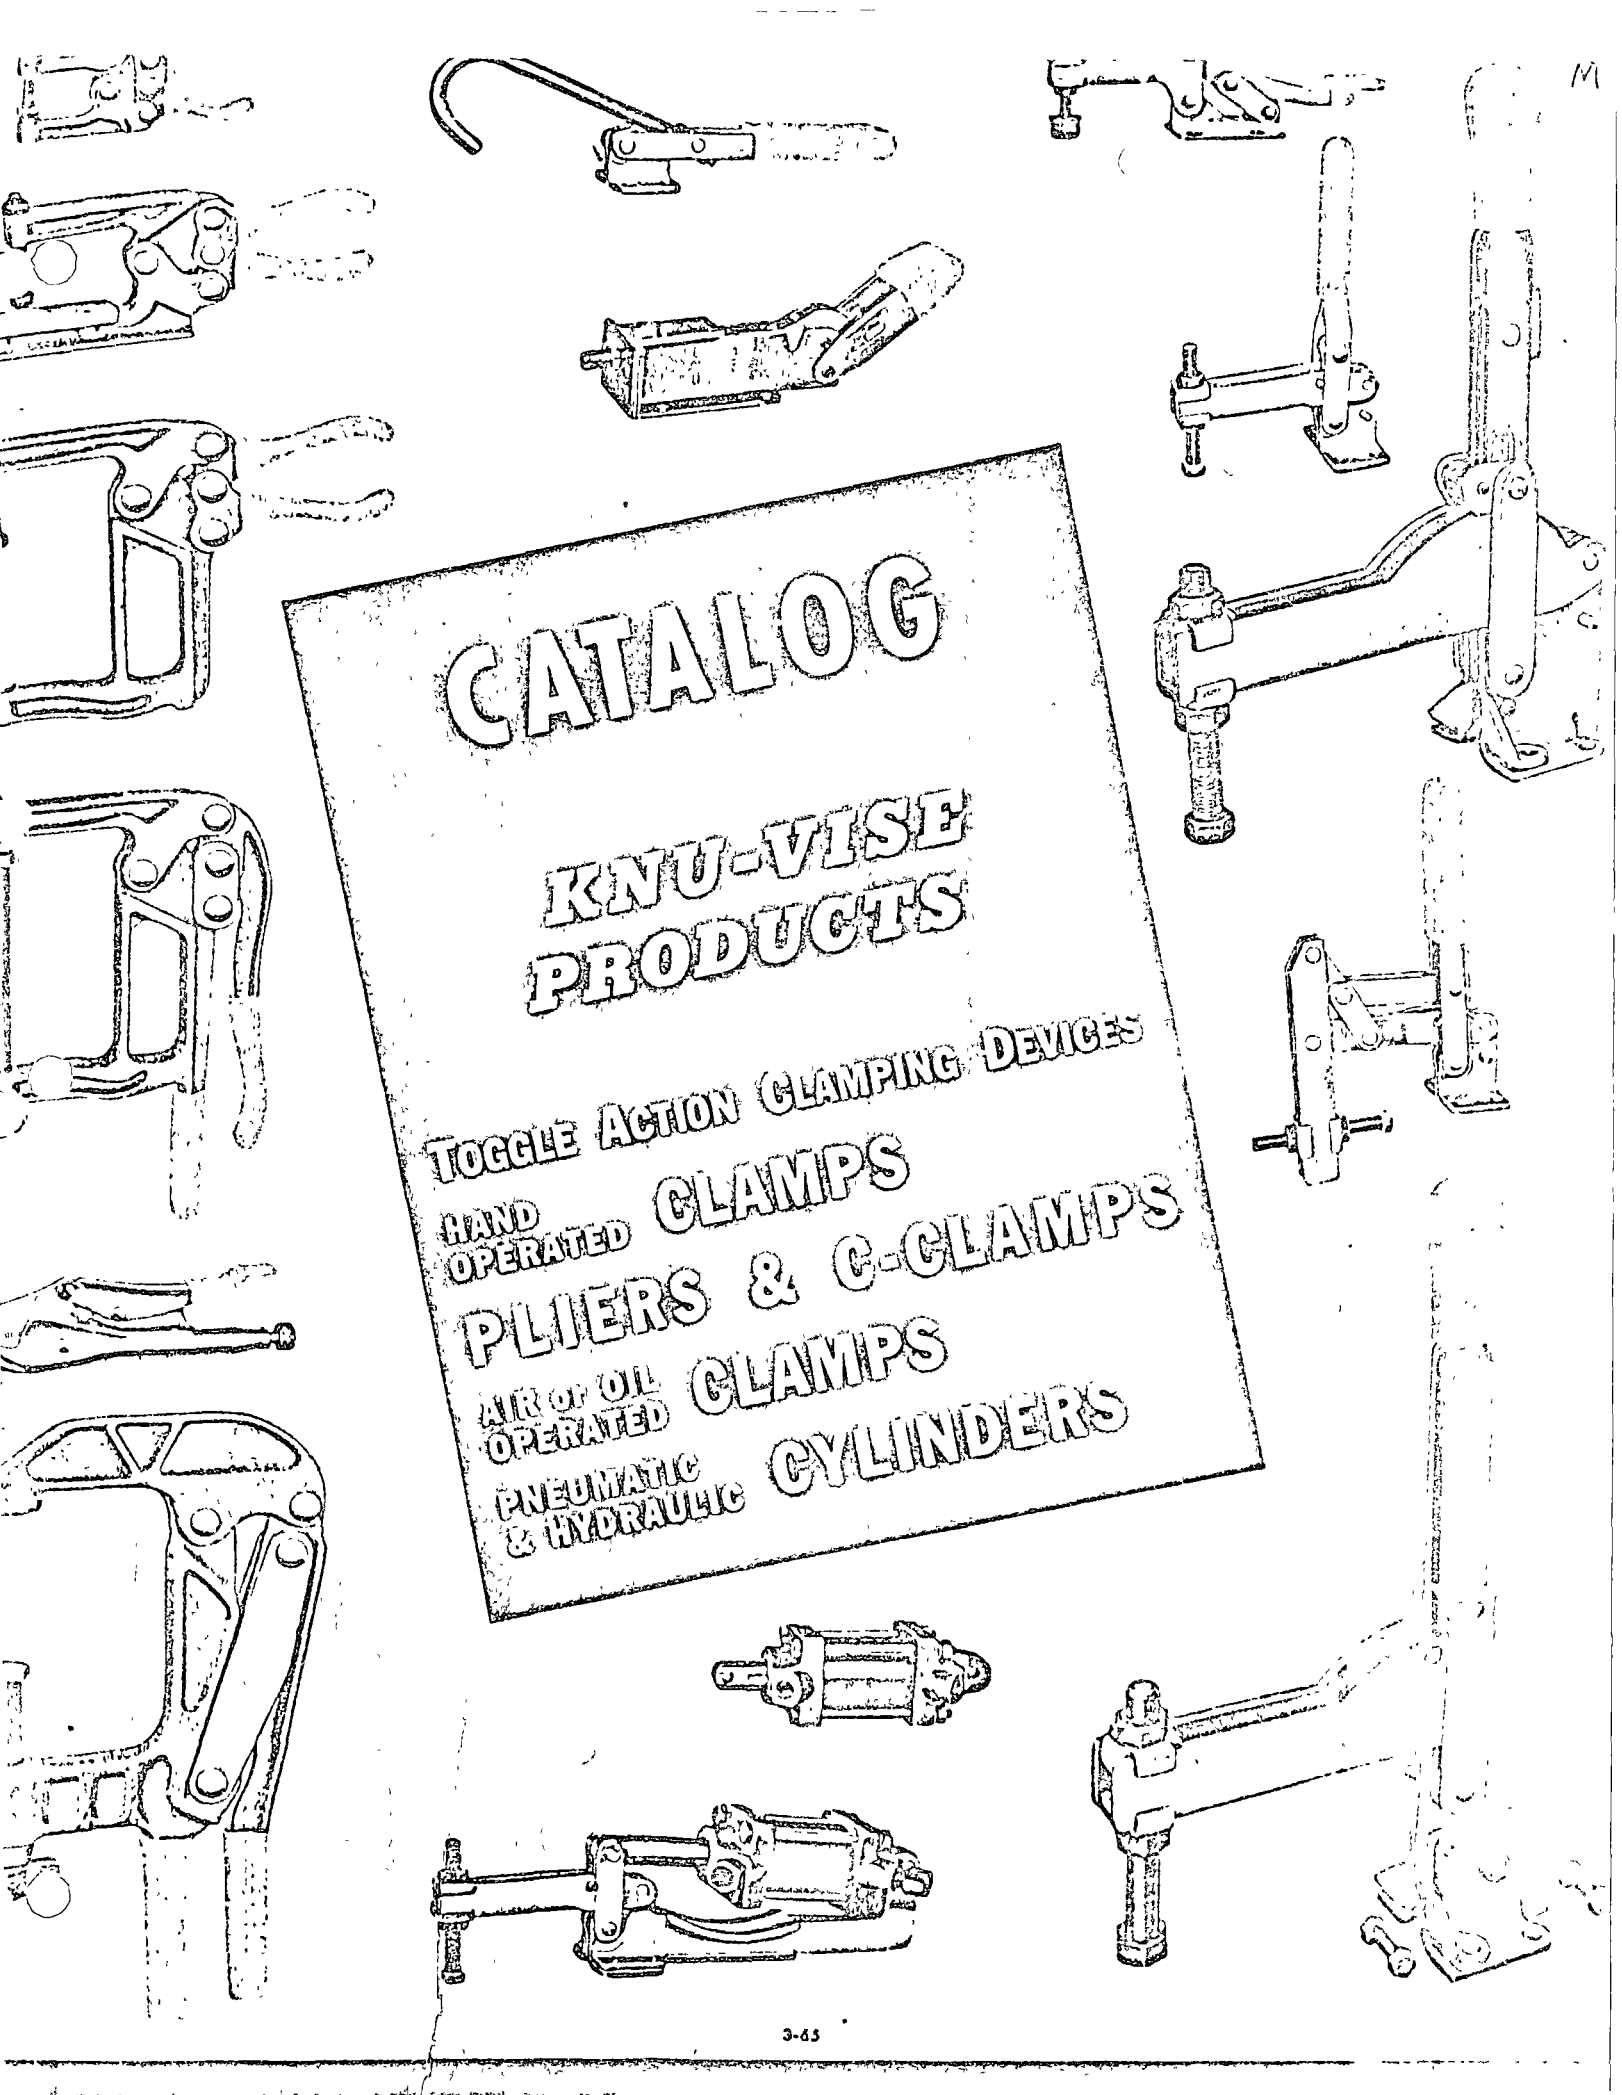 M
CATALOG
KNU-VISE
PRODUCTS
TOGGLE ACTION CLAMPING DEVICES
HAND
OPERATED CLAMPS
PLIERS & C-CLAMPS
AIR or OIL
OPERATED CLAMPS
PNEUMATIC
& HYDRAULIC CYLINDERS
3-65